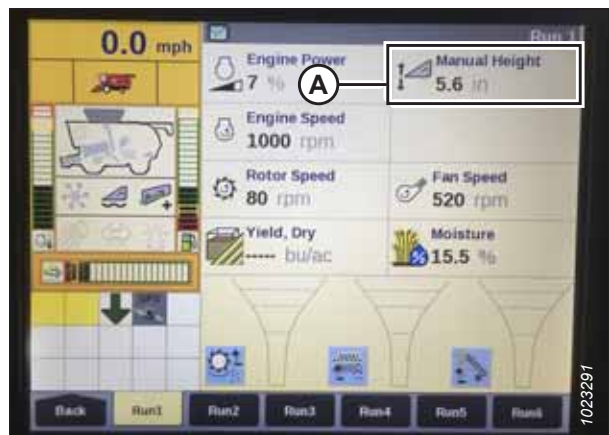 0.0 mph
Run 1
Engine Power
7 %
A
Manual Height
5.6 in
Engine Speed
1000 rpm
Rotor Speed
80 rpm
Fan Speed
520 rpm
Yield, Dry
----- bu/ac
Moisture
15.5 %
Back
Run1
Run2
Run3
Run4
Run5
Run6
1023291